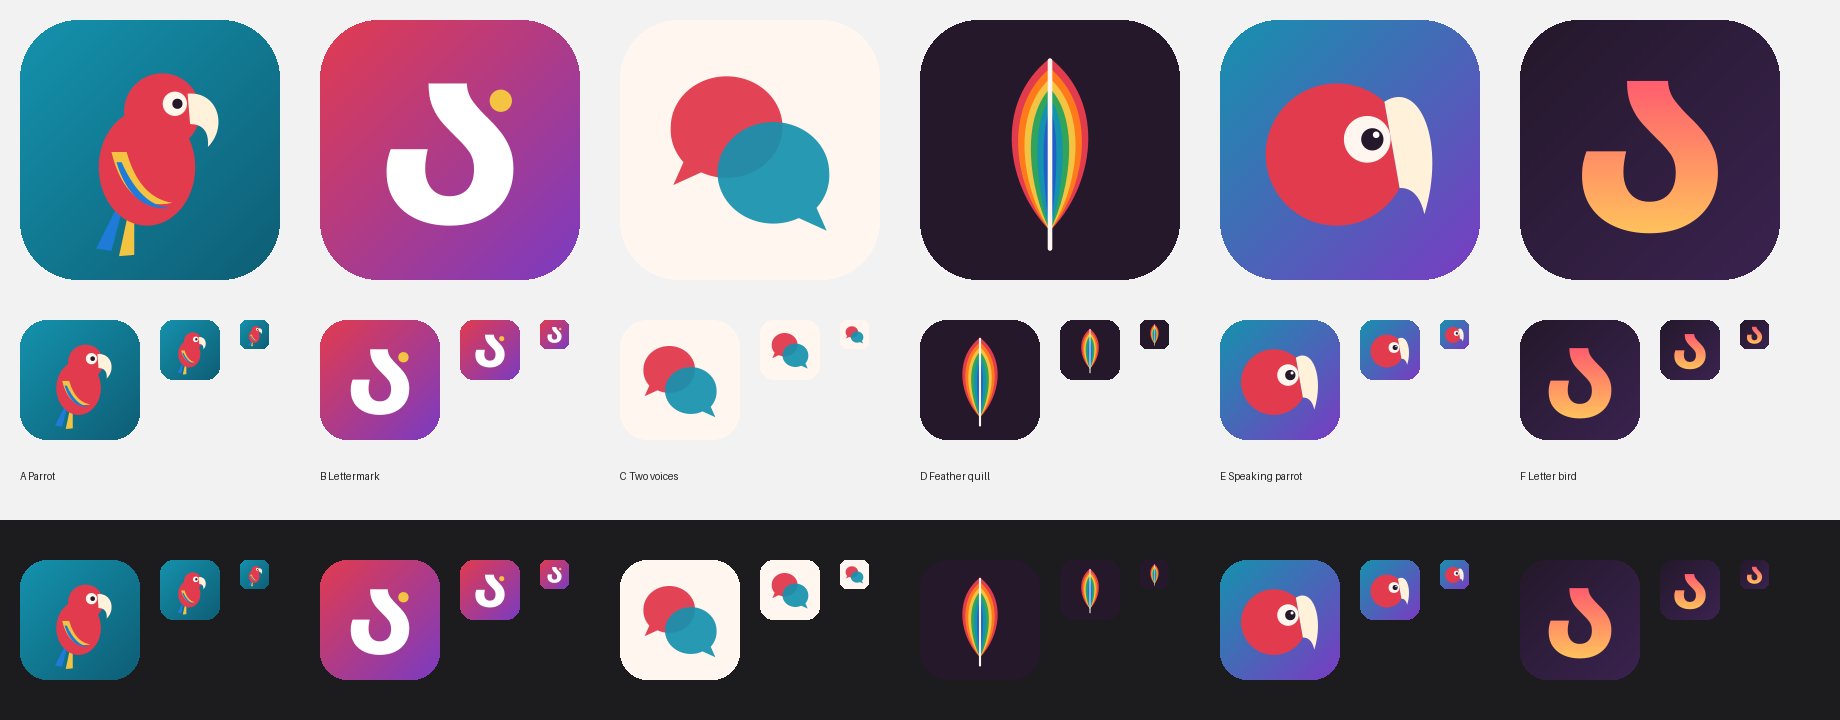 ა
ა
ა
ა
ა
ა
ა
ა
A Parrot
B Lettermark
C Two voices
D Feather quill
E Speaking parrot
F Letter bird
ა
ა
ა
ა
ა
ა